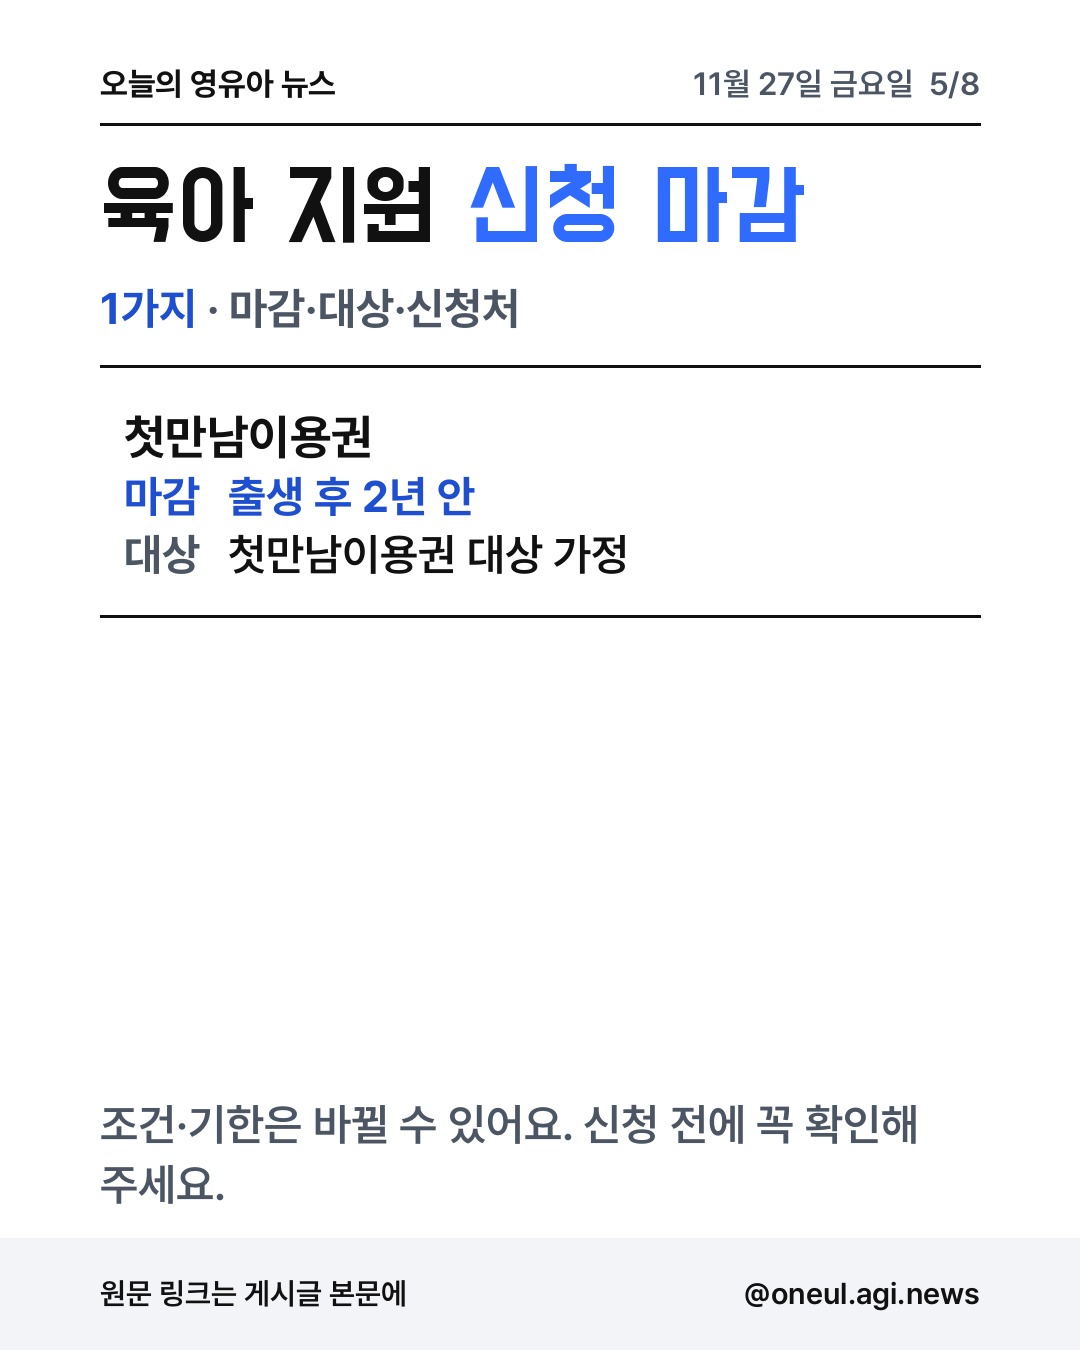 오늘의 영유아 뉴스
11월 27일 금요일 5/8
육아 지원 신청 마감
1가지 · 마감·대상·신청처
첫만남이용권
마감 출생 후 2년 안
대상 첫만남이용권 대상 가정
조건·기한은 바뀔 수 있어요. 신청 전에 꼭 확인해
주세요.
원문 링크는 게시글 본문에
@oneul.agi.news